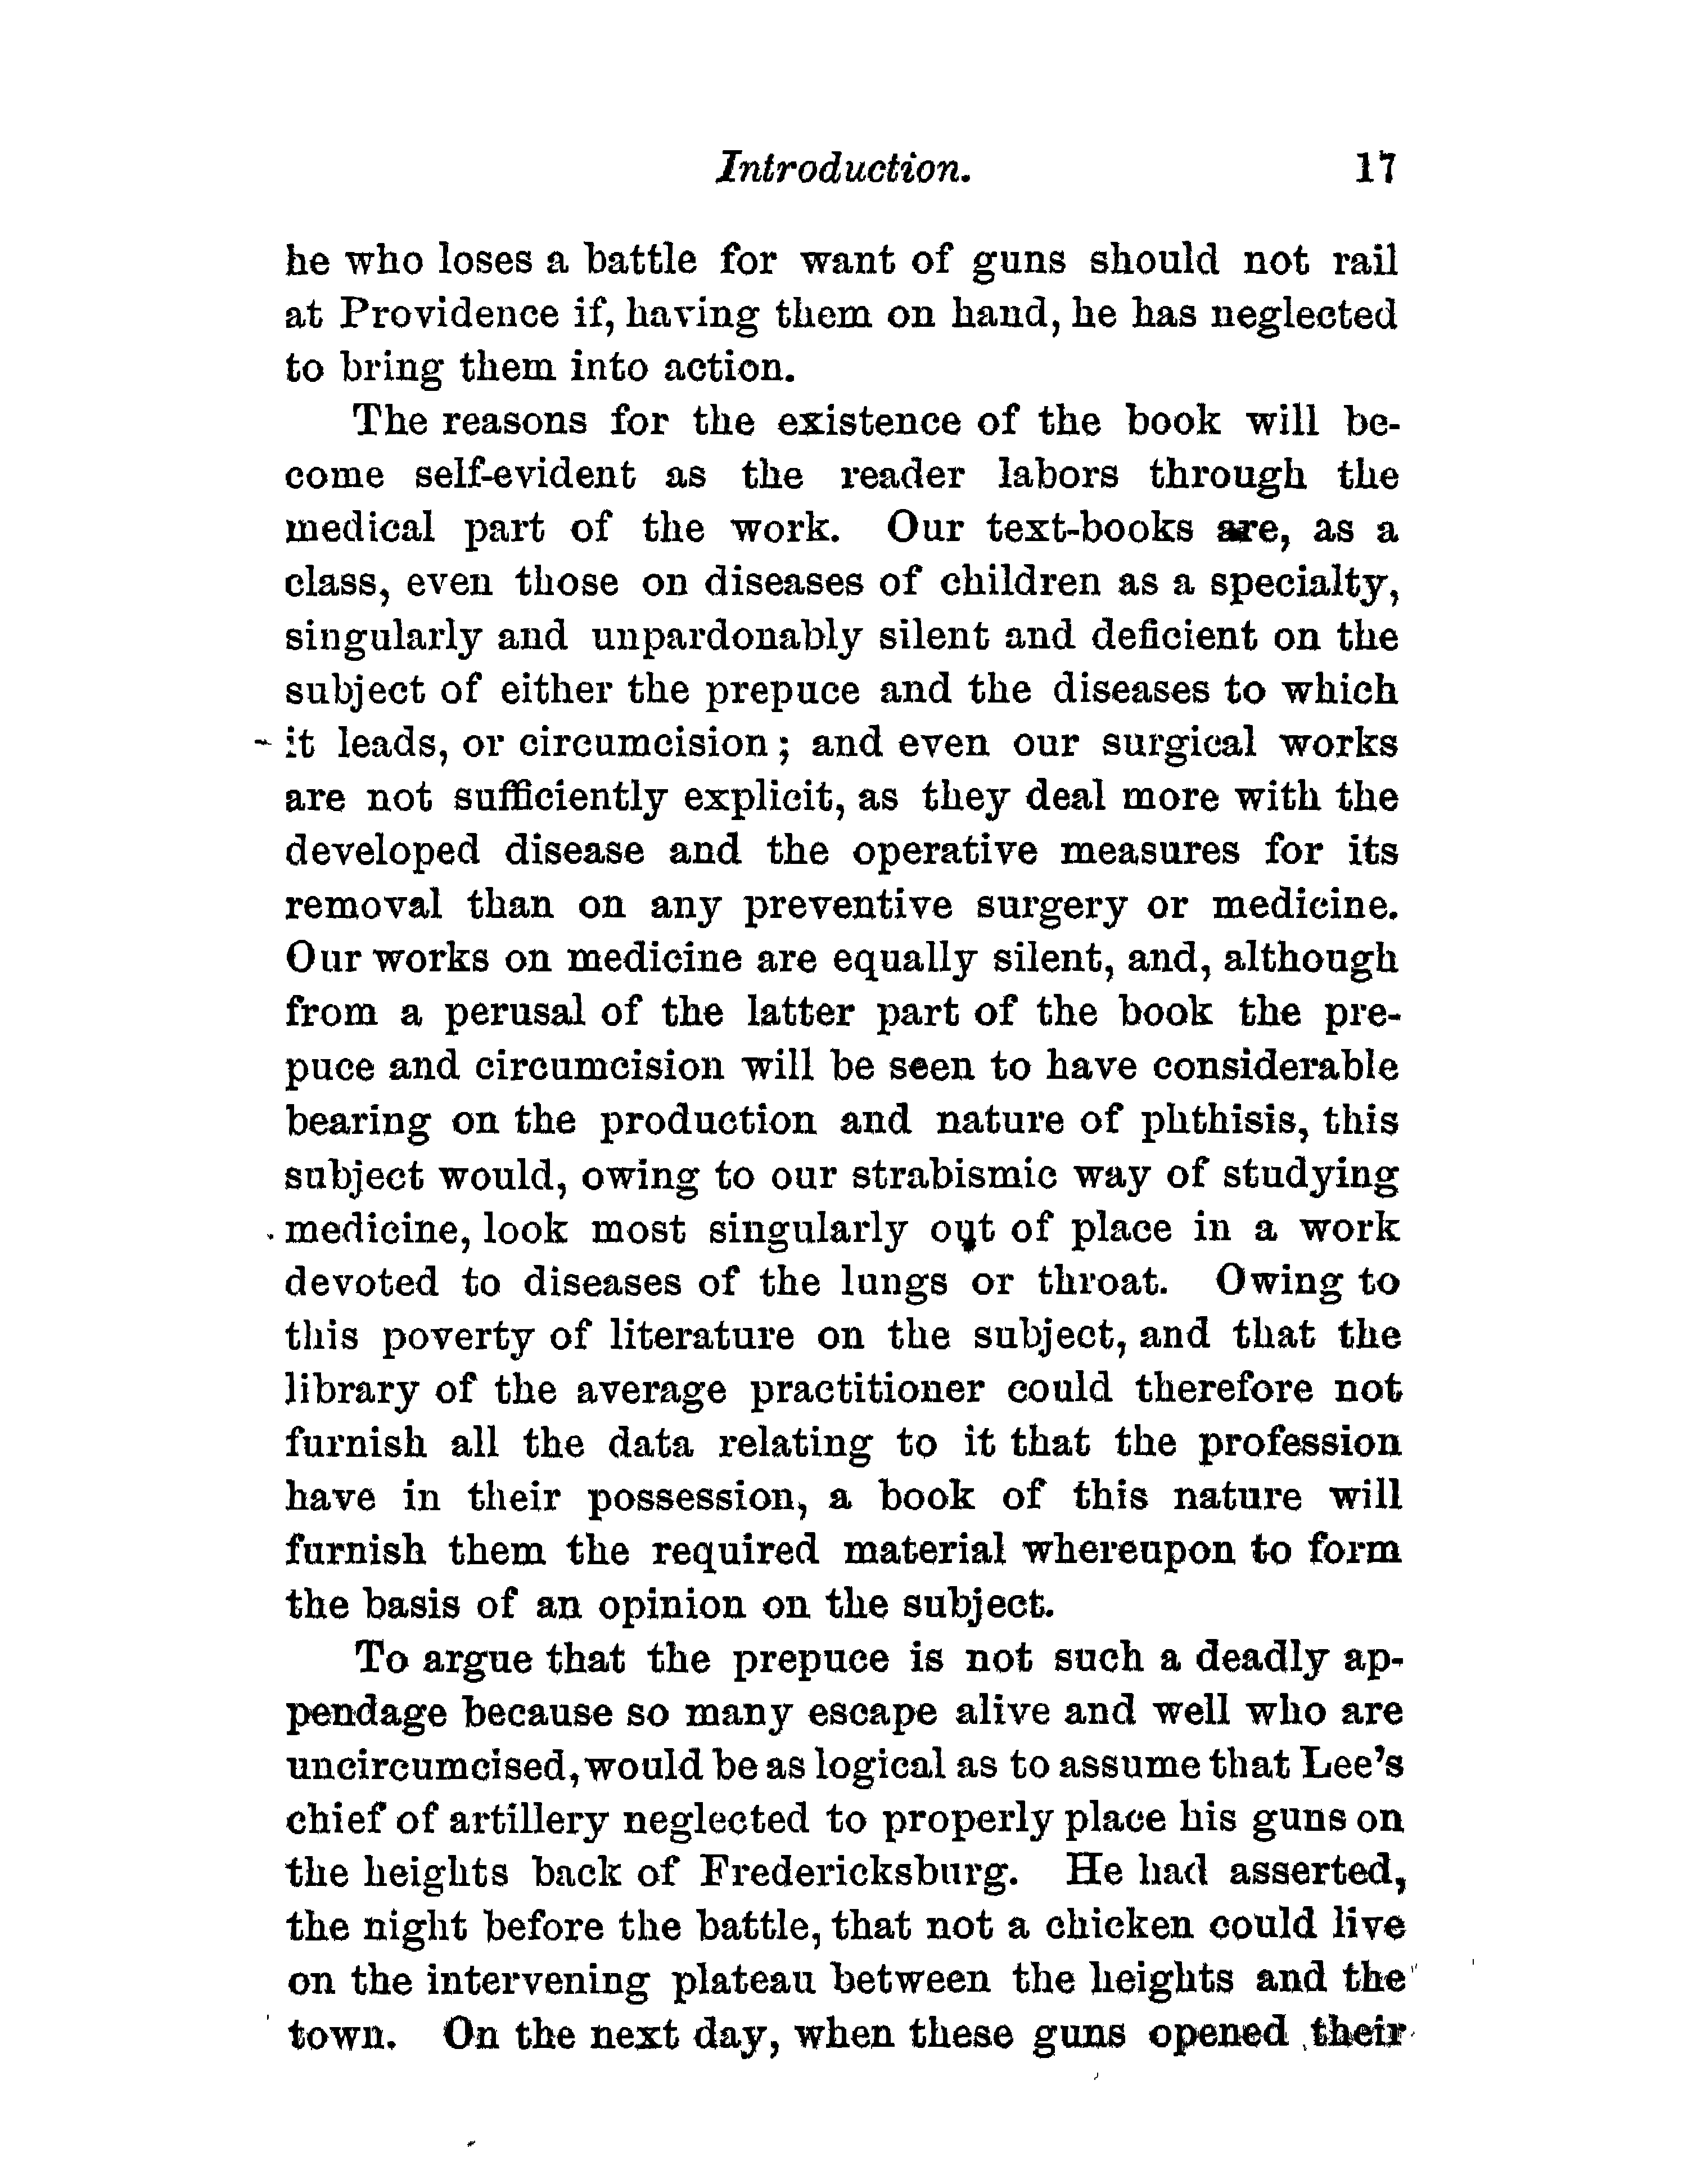 Introduction. 17
he who loses a battle for want of guns should not rail
at Providence if, having them on hand, he has neglected
to bring them into action.
The reasons for the existence of the book will be-
come self-evident as the reader labors through the
medical part of the work. Our text-books are, as a
class, even those on diseases of children as a specialty,
singularly and unpardonably silent and deficient on the
subject of either the prepuce and the diseases to which
it leads, or circumcision; and even our surgical works
are not sufficiently explicit, as they deal more with the
developed disease and the operative measures for its
removal than on any preventive surgery or medicine.
Our works on medicine are equally silent, and, although
from a perusal of the latter part of the book the pre-
puce and circumcision will be seen to have considerable
bearing on the production and nature of phthisis, this
subject would, owing to our strabismic way of studying
medicine, look most singularly out of place in a work
devoted to diseases of the lungs or throat. Owing to
this poverty of literature on the subject, and that the
library of the average practitioner could therefore not
furnish all the data relating to it that the profession
have in their possession, a book of this nature will
furnish them the required material whereupon to form
the basis of an opinion on the subject.
To argue that the prepuce is not such a deadly ap-
pendage because so many escape alive and well who are
uncircumcised, would be as logical as to assume that Lee's
chief of artillery neglected to properly place his guns on
the heights back of Fredericksburg. He had asserted,
the night before the battle, that not a chicken could live
on the intervening plateau between the heights and the
town. On the next day, when these guns opened their